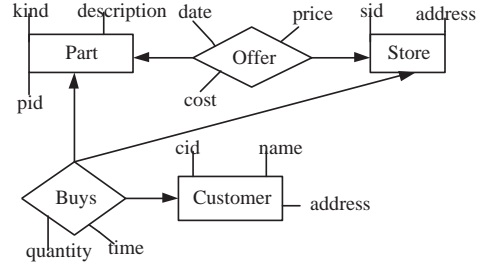 kind
description
date
price
sid
address
Part
Offer
Store
pid
cost
cid
name
Buys
Customer
address
quantity
time